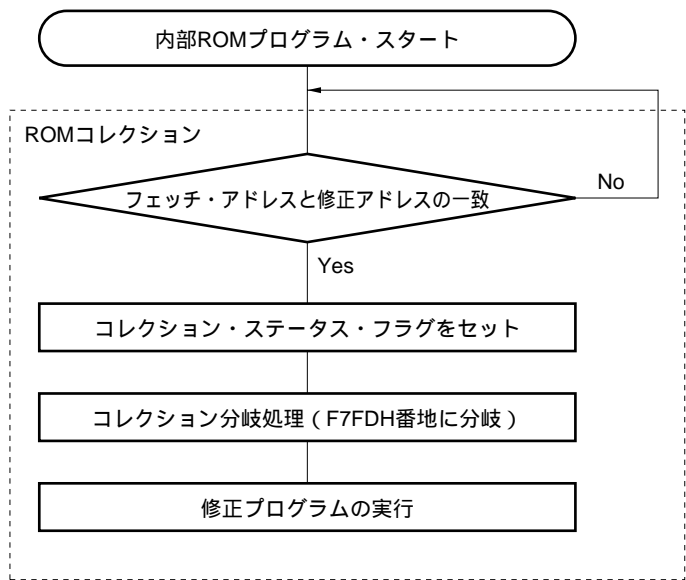 内部ROMプログラム・スタート
ROMコレクション
フェッチ・アドレスと修正アドレスの一致
No
Yes
コレクション・ステータス・フラグをセット
コレクション分岐処理（F7FDH番地に分岐）
修正プログラムの実行